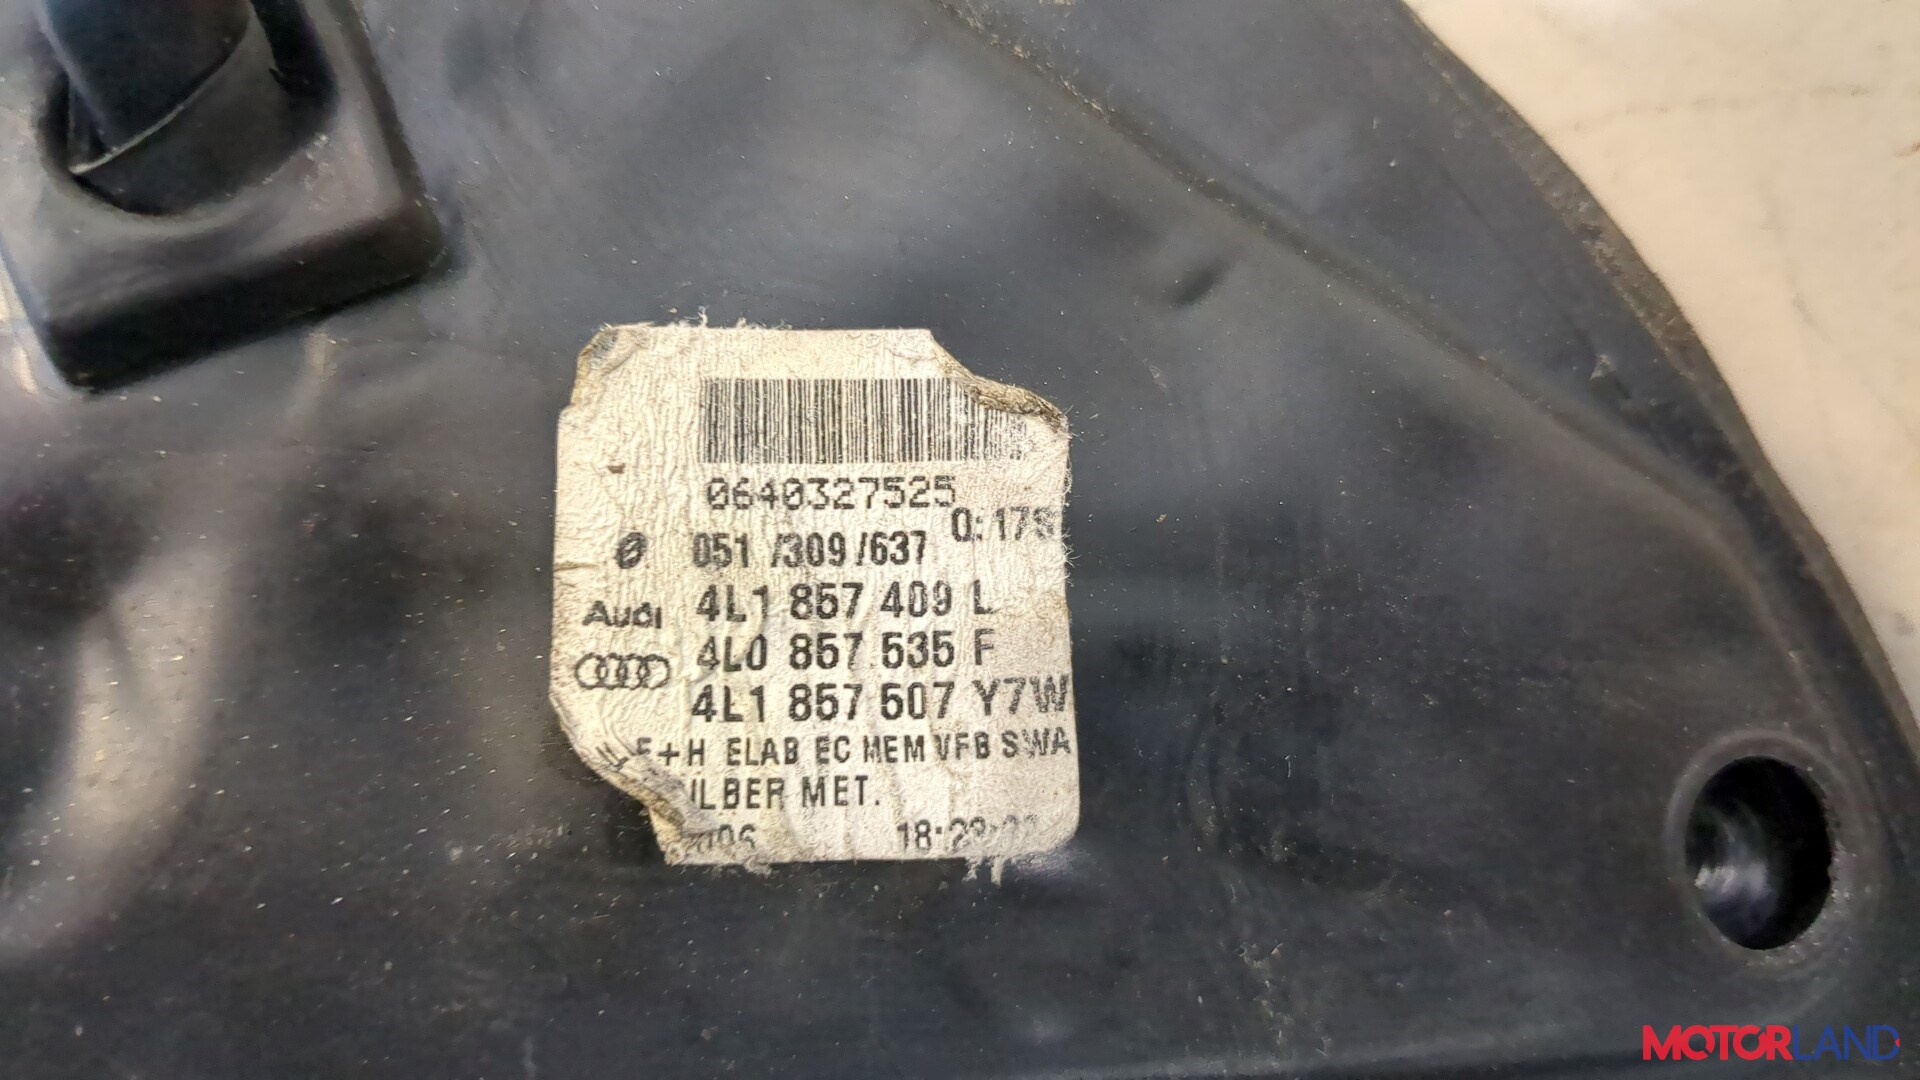 0640327525
0 051 /309 /637
Audi 4L1 857 409 L
4L0 857 535 F
4L1 857 507 Y7W
+H ELAB EC MEM VFB SWA
MET.
MOTORLAND